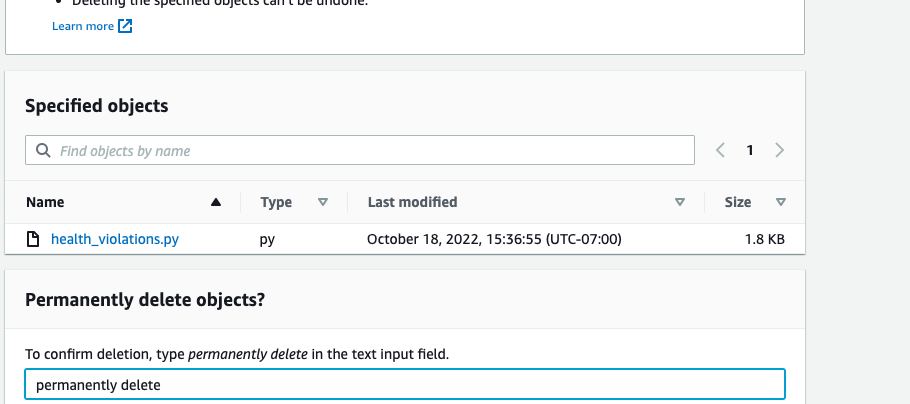 Deleting the specified objects can't be undone.
Learn more
Specified objects
Find objects by name
1
Name Type Last modified Size
health_violations.py py October 18, 2022, 15:36:55 (UTC-07:00) 1.8 KB
Permanently delete objects?
To confirm deletion, type permanently delete in the text input field.
permanently delete